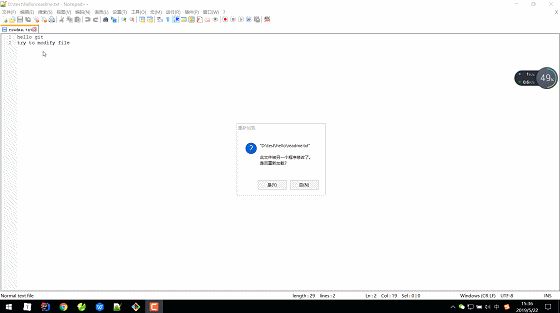 D:\test\hello\readme.txt - Notepad++
文件(F) 编辑(E) 搜索(S) 视图(V) 编码(N) 语言(L) 设置(T) 工具(O) 宏(M) 运行(R) 插件(P) 窗口(W) ?
readme.txt
1 hello git
2 try to modify file
49%
重新加载
"D:\test\hello\readme.txt"
此文件被另一个程序修改了。
是否重新加载?
是(Y) 否(N)
Normal text file length : 29 lines : 2 Ln : 2 Col : 19 Sel : 0 | 0 Windows (CR LF) UTF-8 INS
中
15:36
2019/5/22